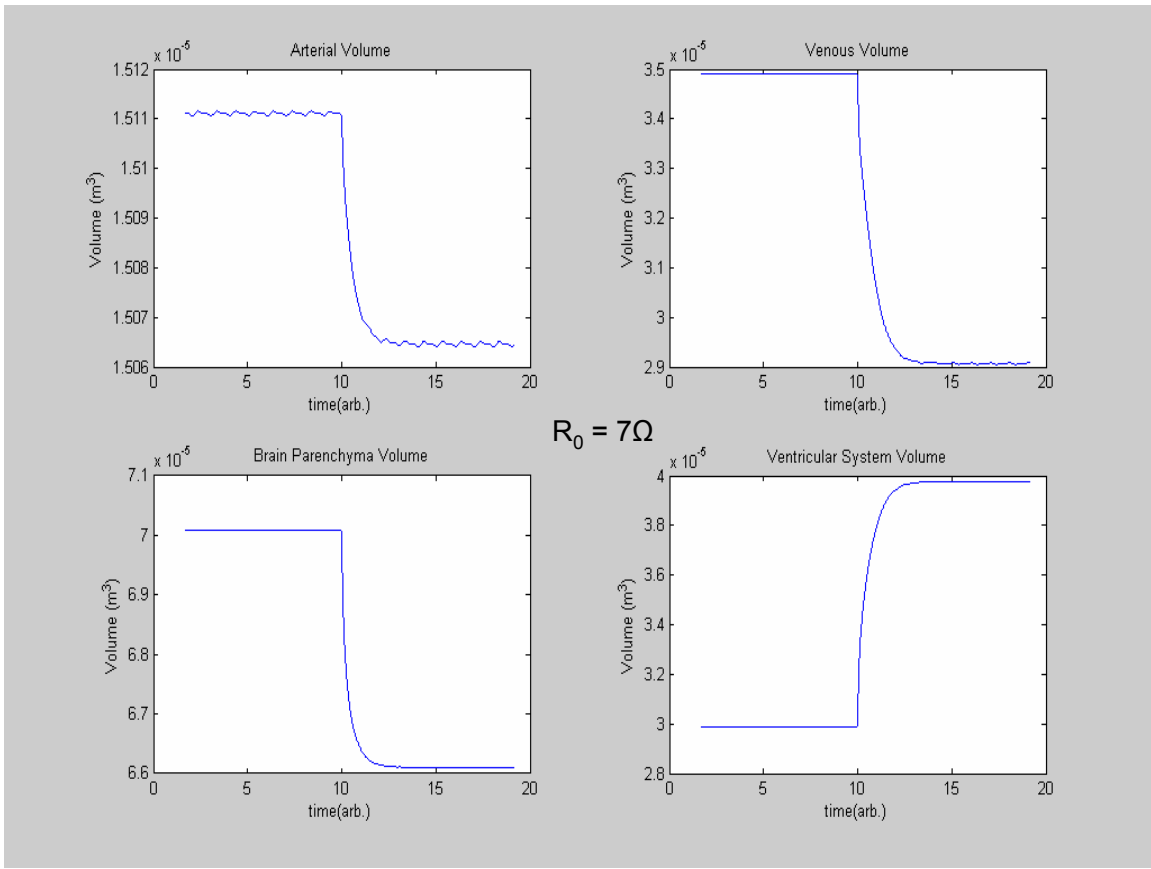 Arterial Volume
x 10⁻⁵
1.512
1.511
1.51
1.509
1.508
1.507
1.506
Volume (m³)
0 5 10 15 20
time(arb.)
Venous Volume
x 10⁻⁵
3.5
3.4
3.3
3.2
3.1
3
2.9
Volume (m³)
0 5 10 15 20
time(arb.)
R₀ = 7Ω
Brain Parenchyma Volume
x 10⁻⁵
7.1
7
6.9
6.8
6.7
6.6
Volume (m³)
0 5 10 15 20
time(arb.)
Ventricular System Volume
x 10⁻⁵
4
3.8
3.6
3.4
3.2
3
2.8
Volume (m³)
0 5 10 15 20
time(arb.)